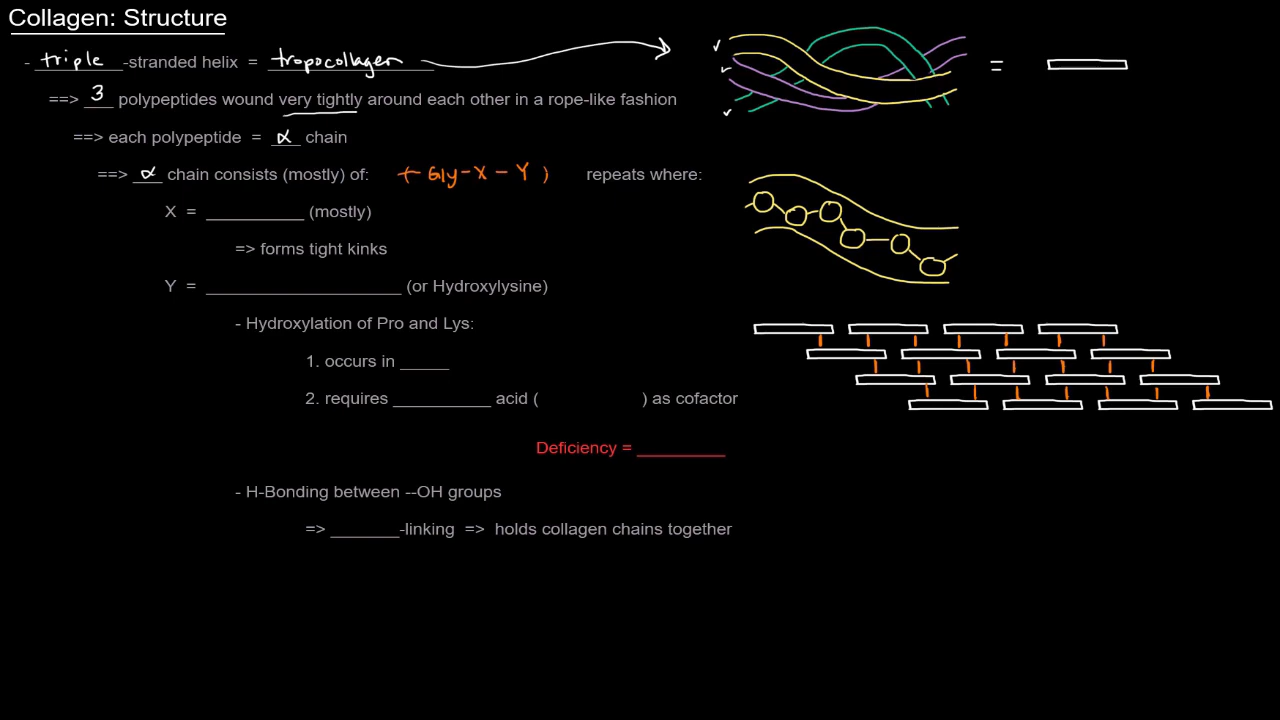 Collagen: Structure
- triple-stranded helix = tropocollagen =
==> 3 polypeptides wound very tightly around each other in a rope-like fashion
==> each polypeptide = α chain
==> α chain consists (mostly) of: (- Gly - X - Y ) repeats where:
X = ___________ (mostly)
=> forms tight kinks
Y = ______________________ (or Hydroxylysine)
- Hydroxylation of Pro and Lys:
1. occurs in _____
2. requires ___________ acid ( ) as cofactor
Deficiency = __________
- H-Bonding between --OH groups
=> ________-linking => holds collagen chains together